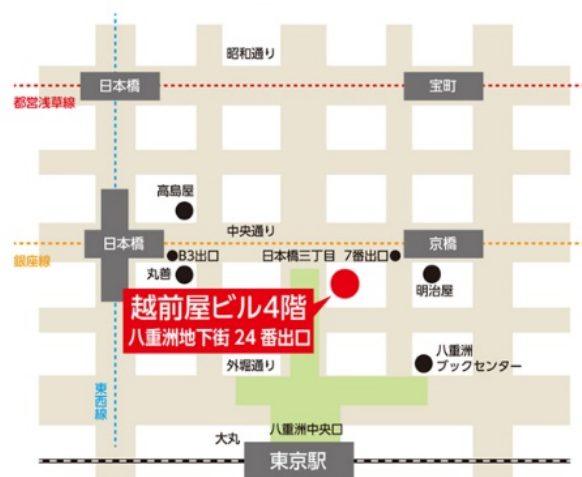 昭和通り
日本橋
宝町
都営浅草線
高島屋
中央通り
日本橋
B3出口
日本橋三丁目
7番出口
京橋
銀座線
丸善
明治屋
越前屋ビル4階
八重洲地下街 24 番出口
外堀通り
八重洲
ブックセンター
東西線
大丸
八重洲中央口
東京駅